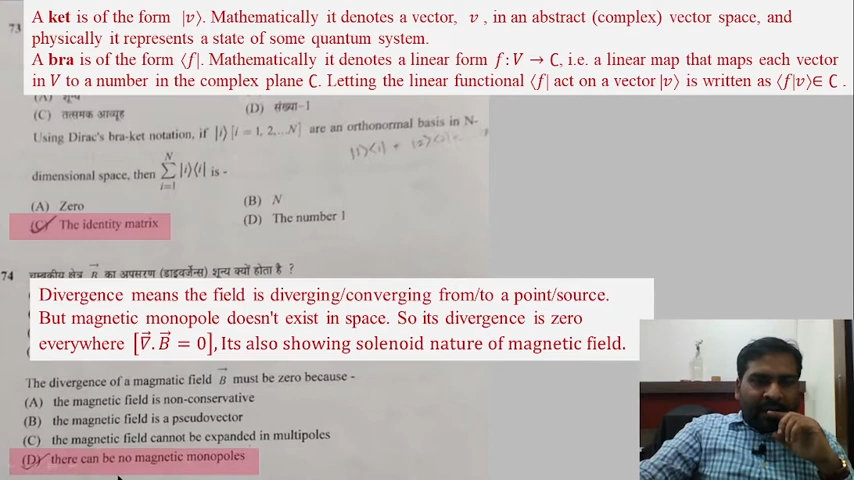 73
A ket is of the form |v⟩. Mathematically it denotes a vector, v , in an abstract (complex) vector space, and
physically it represents a state of some quantum system.
A bra is of the form ⟨f|. Mathematically it denotes a linear form f:V → ℂ, i.e. a linear map that maps each vector
in V to a number in the complex plane ℂ. Letting the linear functional ⟨f| act on a vector|v⟩ is written as ⟨f|v⟩∈ ℂ .
(A) शून्य
(C) तत्समक आव्यूह (D) संख्या-1
Using Dirac's bra-ket notation, if |i⟩ [i = 1, 2,...N] are an orthonormal basis in N-
|1⟩⟨1| + |2⟩⟨2|
dimensional space, then
N
∑ |i⟩⟨i| is -
i=1
(A) Zero (B) N
(C) The identity matrix (D) The number 1
74 चुम्बकीय क्षेत्र B का अपसरण (डाइवर्जेन्स) शून्य क्यों होता है ?
Divergence means the field is diverging/converging from/to a point/source.
But magnetic monopole doesn't exist in space. So its divergence is zero
everywhere [∇⃗.B⃗ = 0], Its also showing solenoid nature of magnetic field.
The divergence of a magmatic field B⃗ must be zero because -
(A) the magnetic field is non-conservative
(B) the magnetic field is a pseudovector
(C) the magnetic field cannot be expanded in multipoles
(D) there can be no magnetic monopoles